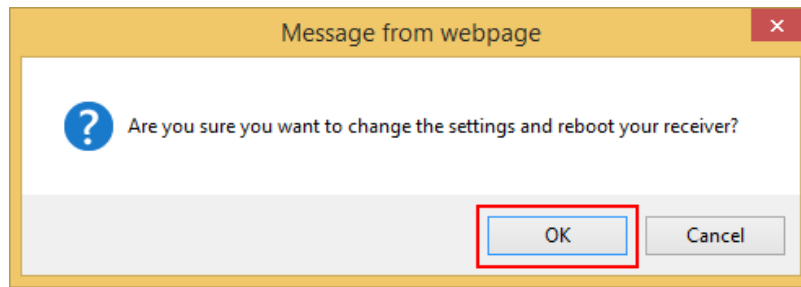 Message from webpage
Are you sure you want to change the settings and reboot your receiver?
OK
Cancel